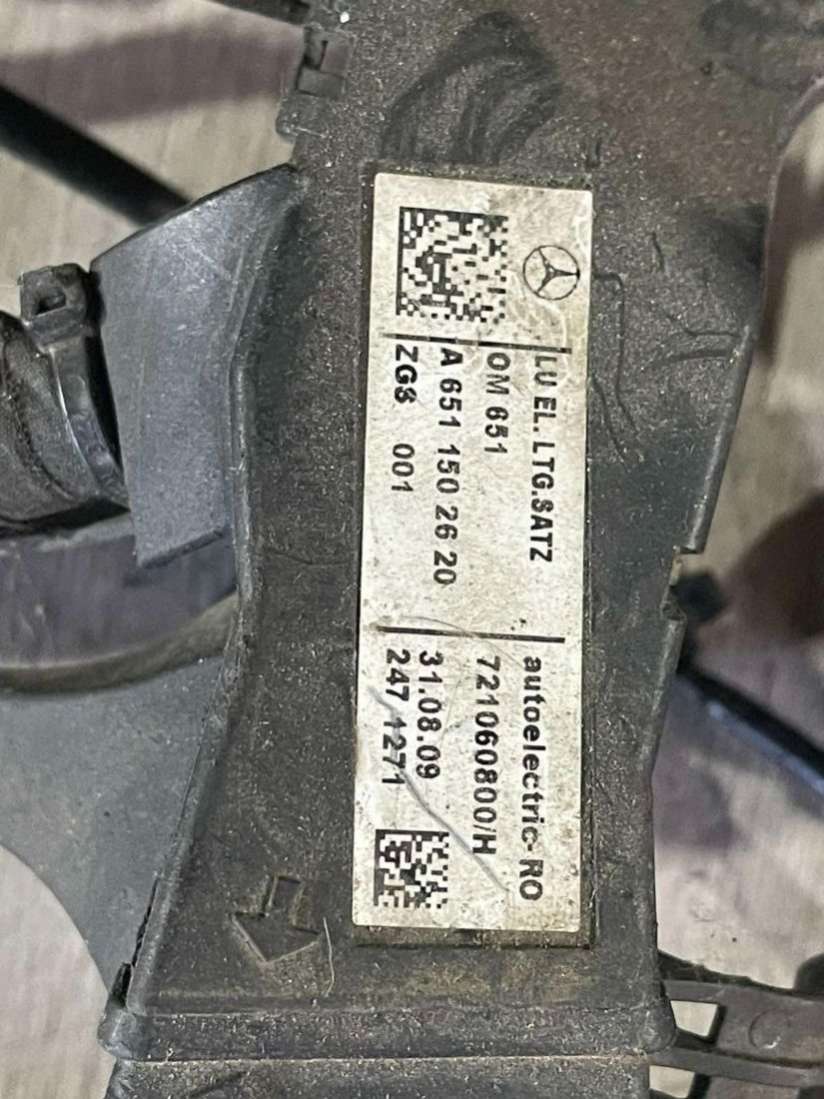 LU EL. LTG.SATZ
OM 651
A 651 150 26 20
ZGS 001
autoelectric-RO
721060800/H
31.08.09
247 1271